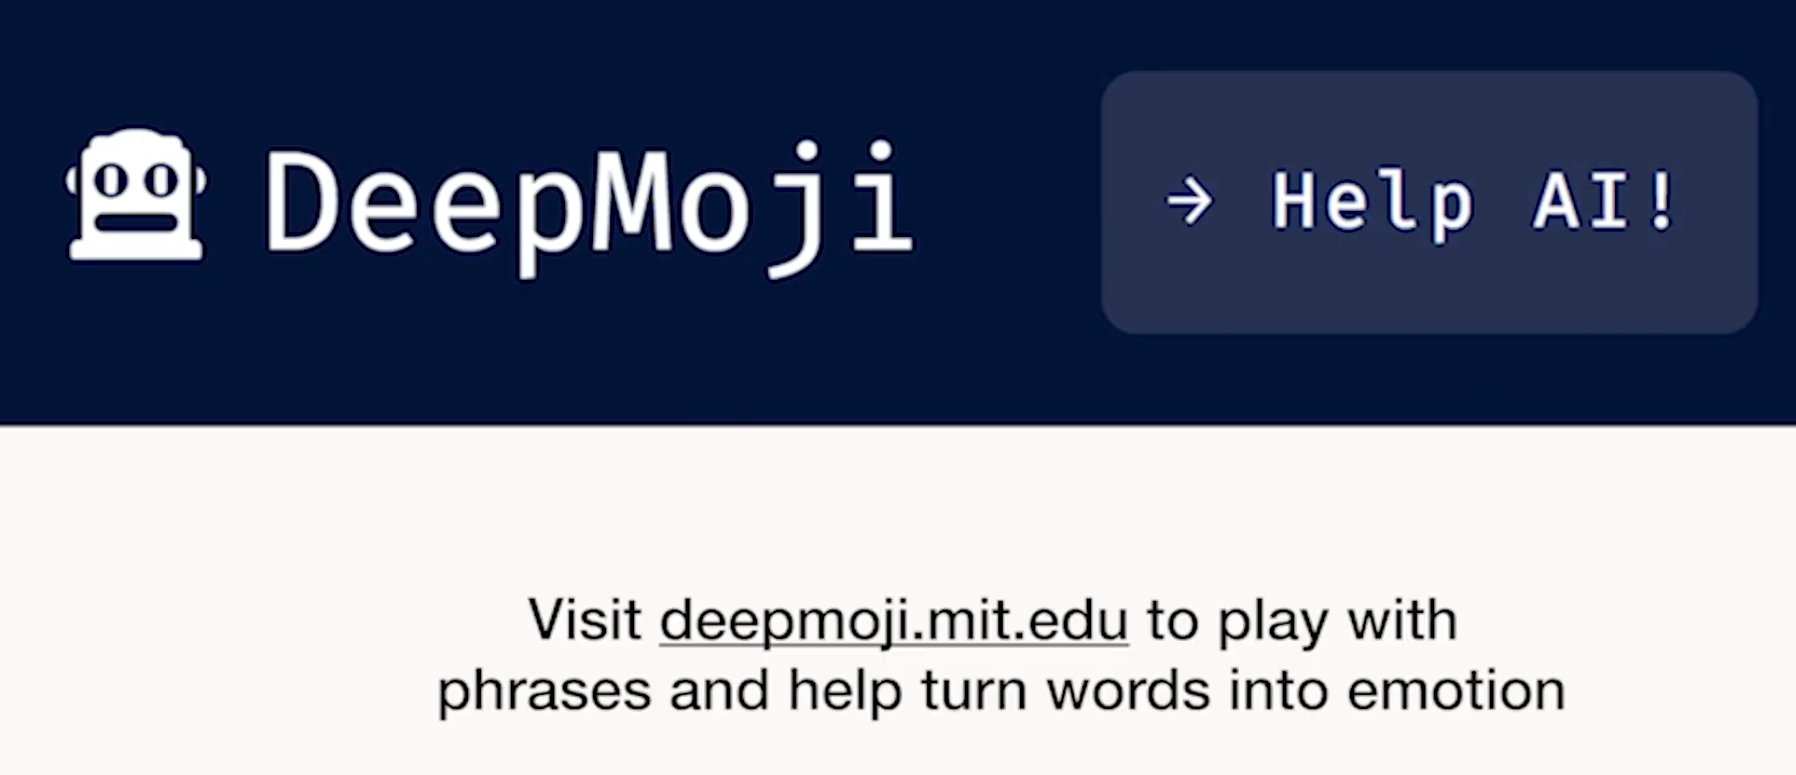 DeepMoji
→ Help AI!
Visit deepmoji.mit.edu to play with
phrases and help turn words into emotion